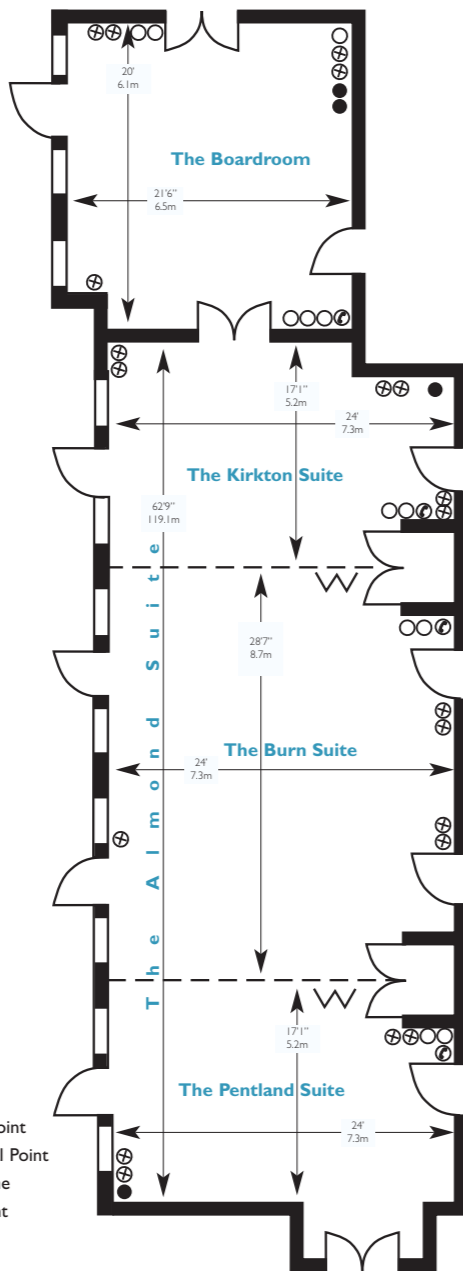 20'
6.1m
The Boardroom
21'6"
6.5m
17'1"
5.2m
24'
7.3m
The Kirkton Suite
62'9"
119.1m
28'7"
8.7m
The Burn Suite
24'
7.3m
The Almond Suite
17'1"
5.2m
The Pentland Suite
24'
7.3m
oint
l Point
e
t